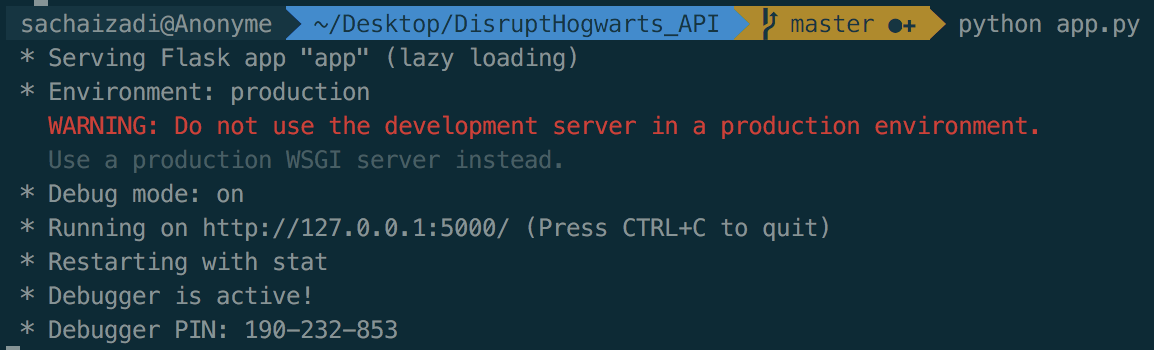 sachaizadi@Anonyme ~/Desktop/DisruptHogwarts_API master ●+ python app.py
* Serving Flask app "app" (lazy loading)
* Environment: production
WARNING: Do not use the development server in a production environment.
Use a production WSGI server instead.
* Debug mode: on
* Running on http://127.0.0.1:5000/ (Press CTRL+C to quit)
* Restarting with stat
* Debugger is active!
* Debugger PIN: 190-232-853